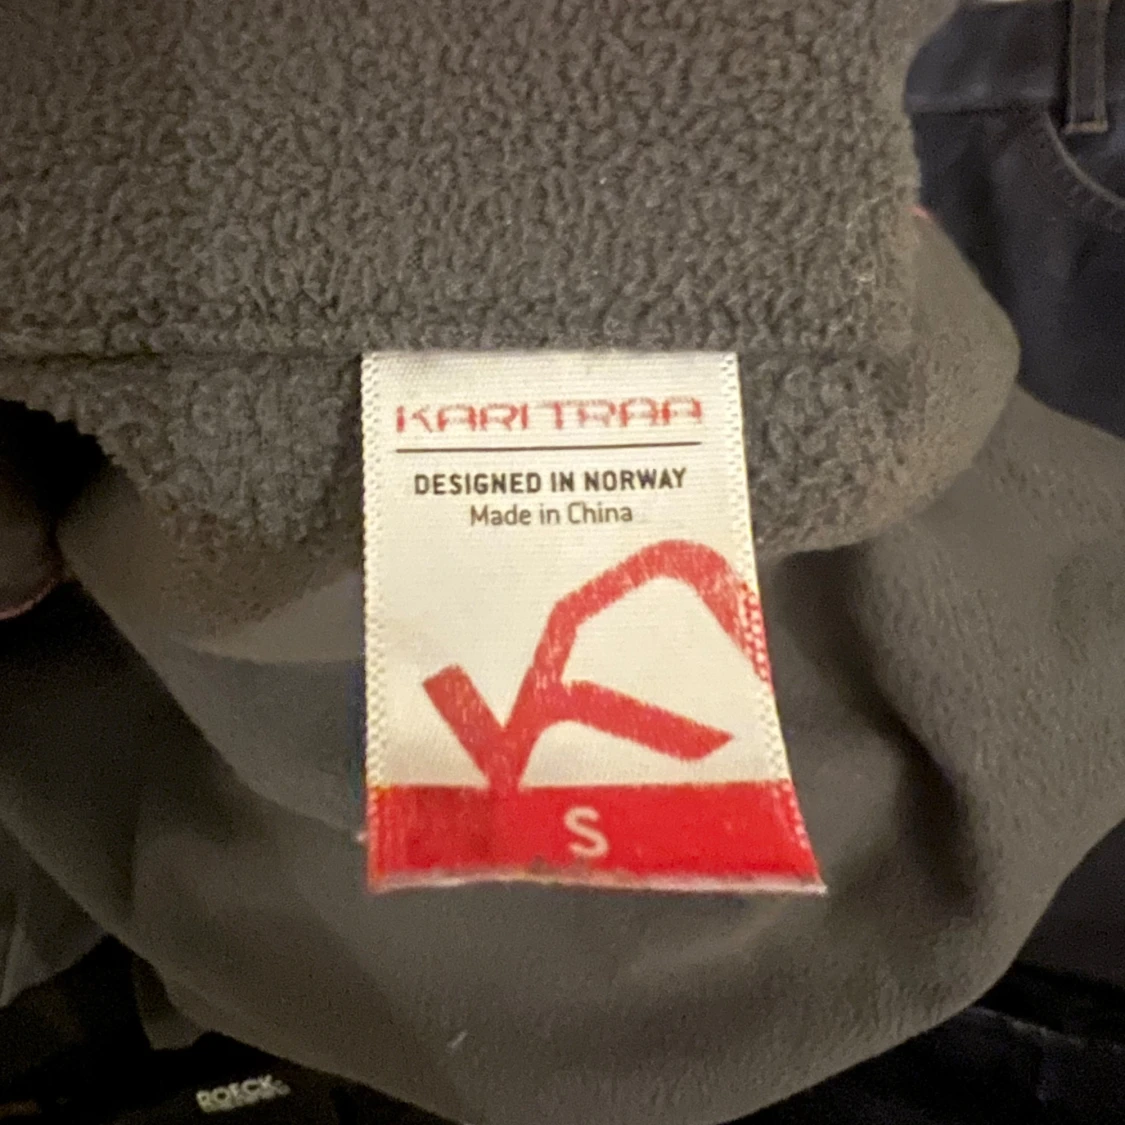 KARI TRAA
DESIGNED IN NORWAY
Made in China
S
ROECK